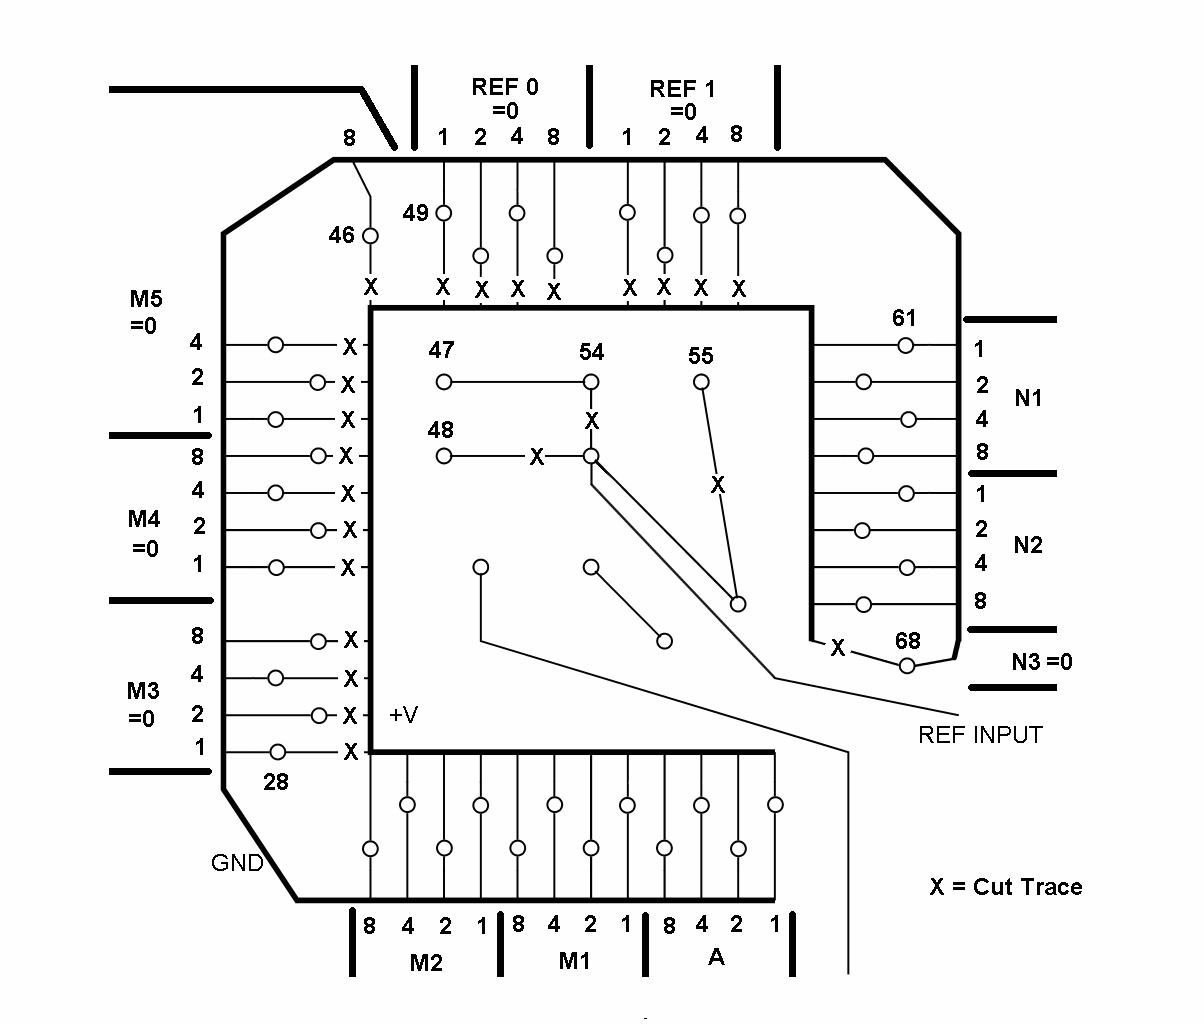 REF 0
=0
REF 1
=0
8
1 2 4 8
1 2 4 8
49
46
X X X X X X X X X
M5
=0
4 X
2 X
1 X
8 X
4 X
2 X
1 X
M4
=0
8 X
4 X
2 X
1 X
M3
=0
28
+V
GND
47
54
55
X
48
X
X
61
1
2
4
8
N1
1
2
4
8
N2
X
68
N3 =0
REF INPUT
8 4 2 1 8 4 2 1 8 4 2 1
M2
M1
A
X = Cut Trace